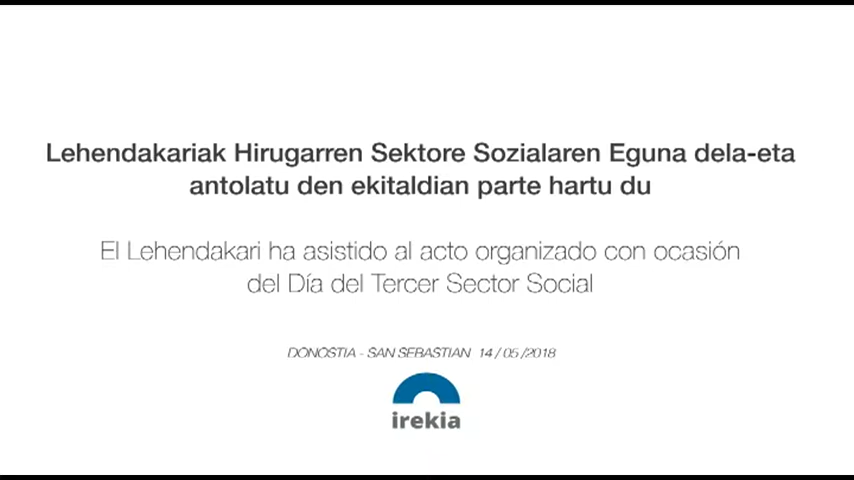 Lehendakariak Hirugarren Sektore Sozialaren Eguna dela-eta
antolatu den ekitaldian parte hartu du
El Lehendakari ha asistido al acto organizado con ocasión
del Día del Tercer Sector Social
DONOSTIA - SAN SEBASTIAN 14 / 05 /2018
irekia